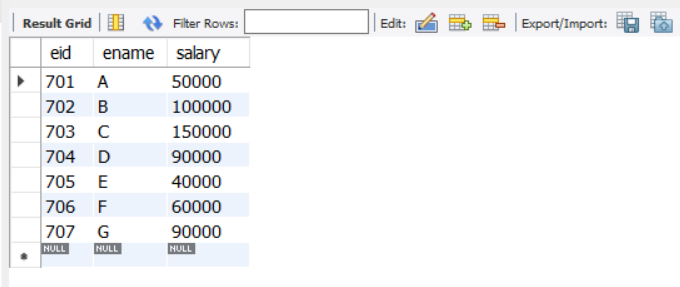 Result Grid Filter Rows: Edit: Export/Import:
eid ename salary
701 A 50000
702 B 100000
703 C 150000
704 D 90000
705 E 40000
706 F 60000
707 G 90000
NULL NULL NULL